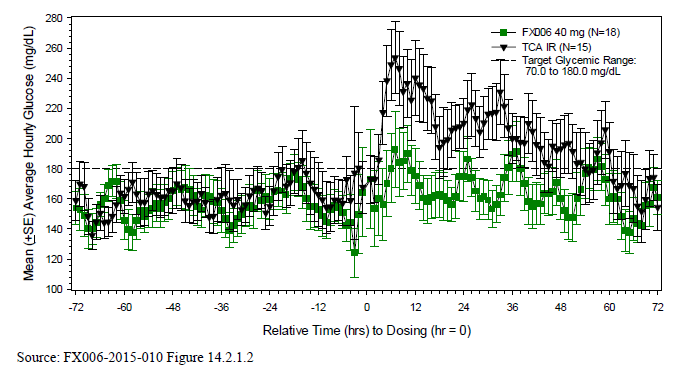 280
260
240
220
200
180
160
140
120
100
Mean (±SE) Average Hourly Glucose (mg/dL)
FX006 40 mg (N=18)
TCA IR (N=15)
Target Glycemic Range:
70.0 to 180.0 mg/dL
-72 -60 -48 -36 -24 -12 0 12 24 36 48 60 72
Relative Time (hrs) to Dosing (hr = 0)
Source: FX006-2015-010 Figure 14.2.1.2